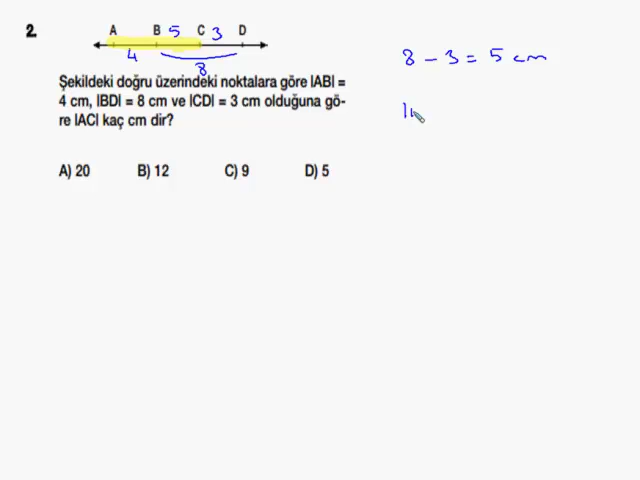 2. A B 5 C 3 D
4 8
8 - 3 = 5 cm
Şekildeki doğru üzerindeki noktalara göre |AB| =
4 cm, |BD| = 8 cm ve |CD| = 3 cm olduğuna gö-
re |AC| kaç cm dir?
A) 20 B) 12 C) 9 D) 5